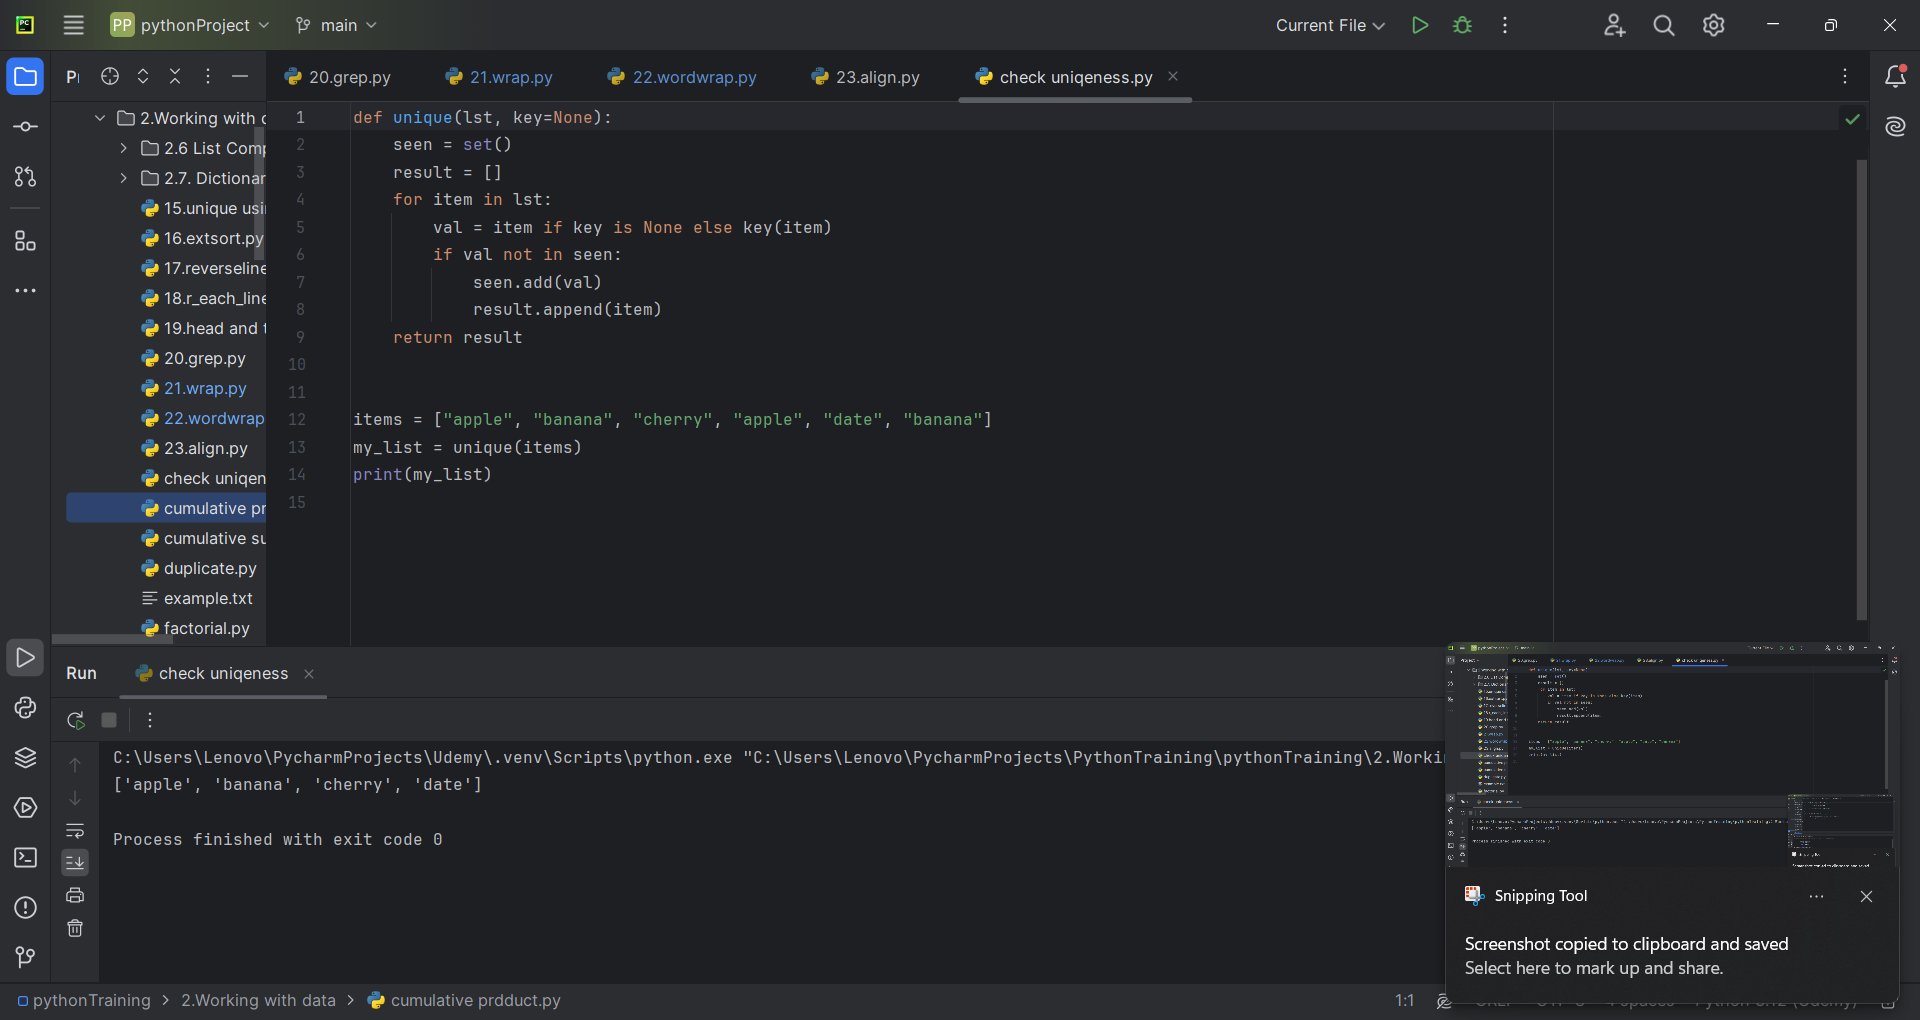 PC
PP pythonProject
main
Current File
P
20.grep.py
21.wrap.py
22.wordwrap.py
23.align.py
check uniqeness.py
2.Working with
2.6 List Com
2.7. Dictionar
15.unique usi
16.extsort.py
17.reverseline
18.r_each_line
19.head and
20.grep.py
21.wrap.py
22.wordwrap
23.align.py
check uniqen
cumulative pr
cumulative su
duplicate.py
example.txt
factorial.py
1 def unique(lst, key=None):
2 seen = set()
3 result = []
4 for item in lst:
5 val = item if key is None else key(item)
6 if val not in seen:
7 seen.add(val)
8 result.append(item)
9 return result
10
11
12 items = ["apple", "banana", "cherry", "apple", "date", "banana"]
13 my_list = unique(items)
14 print(my_list)
15
Run
check uniqeness
C:\Users\Lenovo\PycharmProjects\Udemy\.venv\Scripts\python.exe "C:\Users\Lenovo\PycharmProjects\PythonTraining\pythonTraining\2.Worki
['apple', 'banana', 'cherry', 'date']
Process finished with exit code 0
Snipping Tool
Screenshot copied to clipboard and saved
Select here to mark up and share.
pythonTraining
2.Working with data
cumulative prdduct.py
1:1